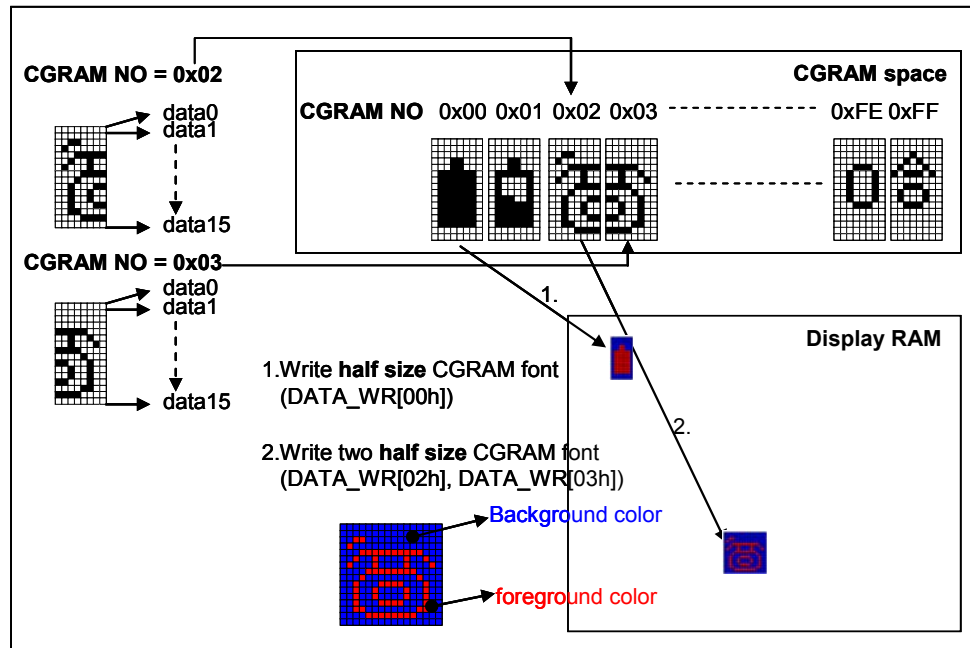 CGRAM NO = 0x02
data0
data1
data15
CGRAM NO = 0x03
data0
data1
data15
CGRAM space
CGRAM NO 0x00 0x01 0x02 0x03 0xFE 0xFF
1.
Display RAM
1.Write half size CGRAM font
(DATA_WR[00h])
2.
2.Write two half size CGRAM font
(DATA_WR[02h], DATA_WR[03h])
Background color
foreground color